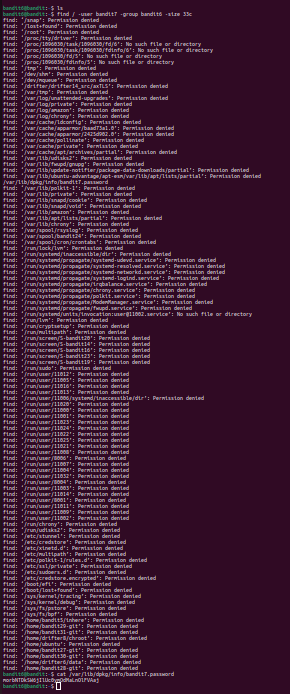 bandit6@bandit:~$ ls
bandit6@bandit:~$ find / -user bandit7 -group bandit6 -size 33c
find: '/snap': Permission denied
find: '/lost+found': Permission denied
find: '/root': Permission denied
find: '/proc/tty/driver': Permission denied
find: '/proc/1096030/task/1096030/fd/6': No such file or directory
find: '/proc/1096030/task/1096030/fdinfo/6': No such file or directory
find: '/proc/1096030/fd/5': No such file or directory
find: '/proc/1096030/fdinfo/5': No such file or directory
find: '/tmp': Permission denied
find: '/dev/shm': Permission denied
find: '/dev/mqueue': Permission denied
find: '/drifter/drifter14_src/axTLS': Permission denied
find: '/var/tmp': Permission denied
find: '/var/log/unattended-upgrades': Permission denied
find: '/var/log/private': Permission denied
find: '/var/log/amazon': Permission denied
find: '/var/log/chrony': Permission denied
find: '/var/cache/ldconfig': Permission denied
find: '/var/cache/apparmor/baad73a1.0': Permission denied
find: '/var/cache/apparmor/2425d902.0': Permission denied
find: '/var/cache/pollinate': Permission denied
find: '/var/cache/private': Permission denied
find: '/var/cache/apt/archives/partial': Permission denied
find: '/var/lib/udisks2': Permission denied
find: '/var/lib/fwupd/gnupg': Permission denied
find: '/var/lib/update-notifier/package-data-downloads/partial': Permission denied
find: '/var/lib/ubuntu-advantage/apt-esm/var/lib/apt/lists/partial': Permission denied
/var/lib/dpkg/info/bandit7.password
find: '/var/lib/polkit-1': Permission denied
find: '/var/lib/private': Permission denied
find: '/var/lib/snapd/cookie': Permission denied
find: '/var/lib/snapd/void': Permission denied
find: '/var/lib/amazon': Permission denied
find: '/var/lib/apt/lists/partial': Permission denied
find: '/var/lib/chrony': Permission denied
find: '/var/spool/rsyslog': Permission denied
find: '/var/spool/bandit24': Permission denied
find: '/var/spool/cron/crontabs': Permission denied
find: '/run/lock/lvm': Permission denied
find: '/run/systemd/inaccessible/dir': Permission denied
find: '/run/systemd/propagate/systemd-udevd.service': Permission denied
find: '/run/systemd/propagate/systemd-resolved.service': Permission denied
find: '/run/systemd/propagate/systemd-networkd.service': Permission denied
find: '/run/systemd/propagate/systemd-logind.service': Permission denied
find: '/run/systemd/propagate/irqbalance.service': Permission denied
find: '/run/systemd/propagate/chrony.service': Permission denied
find: '/run/systemd/propagate/polkit.service': Permission denied
find: '/run/systemd/propagate/ModemManager.service': Permission denied
find: '/run/systemd/propagate/fwupd.service': Permission denied
find: '/run/systemd/units/invocation:user@11002.service': No such file or directory
find: '/run/lvm': Permission denied
find: '/run/cryptsetup': Permission denied
find: '/run/multipath': Permission denied
find: '/run/screen/S-bandit20': Permission denied
find: '/run/screen/S-bandit14': Permission denied
find: '/run/screen/S-bandit16': Permission denied
find: '/run/screen/S-bandit23': Permission denied
find: '/run/screen/S-bandit19': Permission denied
find: '/run/sudo': Permission denied
find: '/run/user/11012': Permission denied
find: '/run/user/11005': Permission denied
find: '/run/user/11016': Permission denied
find: '/run/user/11013': Permission denied
find: '/run/user/11006/systemd/inaccessible/dir': Permission denied
find: '/run/user/11020': Permission denied
find: '/run/user/11000': Permission denied
find: '/run/user/11001': Permission denied
find: '/run/user/11023': Permission denied
find: '/run/user/11024': Permission denied
find: '/run/user/11022': Permission denied
find: '/run/user/11025': Permission denied
find: '/run/user/11021': Permission denied
find: '/run/user/11008': Permission denied
find: '/run/user/8006': Permission denied
find: '/run/user/11007': Permission denied
find: '/run/user/11004': Permission denied
find: '/run/user/11032': Permission denied
find: '/run/user/8004': Permission denied
find: '/run/user/11003': Permission denied
find: '/run/user/11014': Permission denied
find: '/run/user/8001': Permission denied
find: '/run/user/11011': Permission denied
find: '/run/user/11009': Permission denied
find: '/run/user/11002': Permission denied
find: '/run/chrony': Permission denied
find: '/run/udisks2': Permission denied
find: '/etc/stunnel': Permission denied
find: '/etc/credstore': Permission denied
find: '/etc/xinetd.d': Permission denied
find: '/etc/multipath': Permission denied
find: '/etc/polkit-1/rules.d': Permission denied
find: '/etc/ssl/private': Permission denied
find: '/etc/sudoers.d': Permission denied
find: '/etc/credstore.encrypted': Permission denied
find: '/boot/efi': Permission denied
find: '/boot/lost+found': Permission denied
find: '/sys/kernel/tracing': Permission denied
find: '/sys/kernel/debug': Permission denied
find: '/sys/fs/pstore': Permission denied
find: '/sys/fs/bpf': Permission denied
find: '/home/bandit5/inhere': Permission denied
find: '/home/bandit29-git': Permission denied
find: '/home/bandit31-git': Permission denied
find: '/home/drifter8/chroot': Permission denied
find: '/home/ubuntu': Permission denied
find: '/home/bandit27-git': Permission denied
find: '/home/bandit30-git': Permission denied
find: '/home/drifter6/data': Permission denied
find: '/home/bandit28-git': Permission denied
bandit6@bandit:~$ cat /var/lib/dpkg/info/bandit7.password
morbNTDkSW6jIlUc0ymOdMaLnOlFVAaj
bandit6@bandit:~$